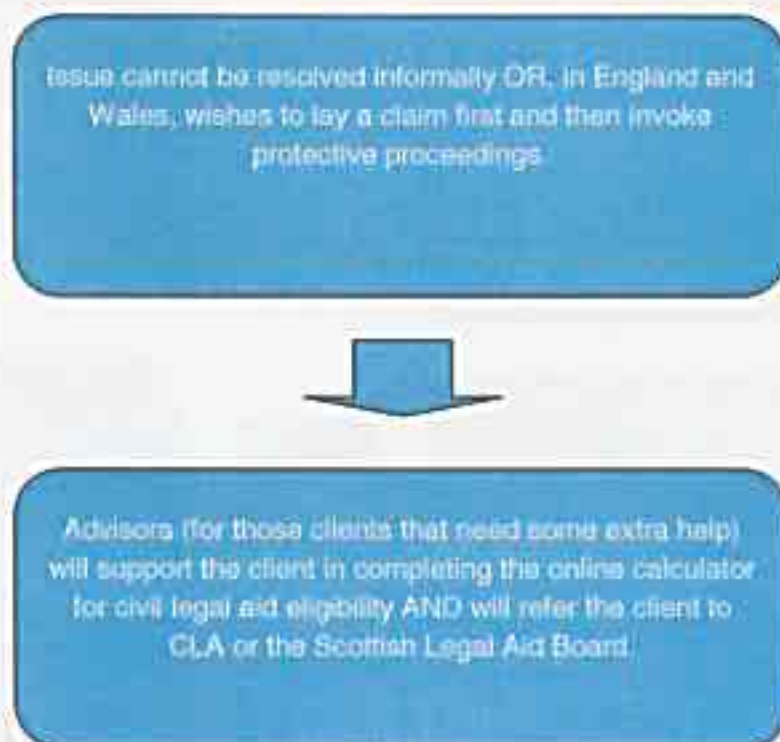 Issue cannot be resolved informally OR, in England and
Wales, wishes to lay a claim first and then invoke
protective proceedings
Advisors (for those clients that need some extra help)
will support the client in completing the online calculator
for civil legal aid eligibility AND will refer the client to
CLA or the Scottish Legal Aid Board.